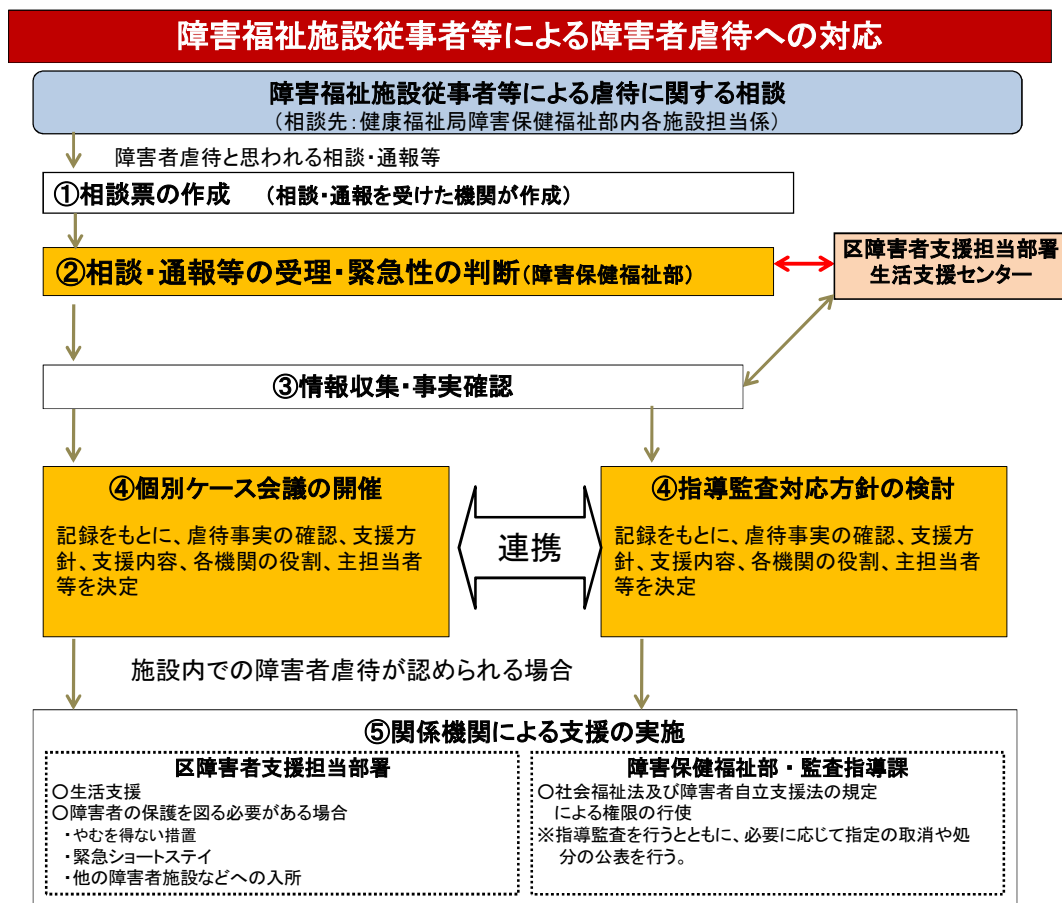 障害福祉施設従事者等による障害者虐待への対応
障害福祉施設従事者等による虐待に関する相談
(相談先:健康福祉局障害保健福祉部内各施設担当係)
障害者虐待と思われる相談・通報等
①相談票の作成 (相談・通報を受けた機関が作成)
②相談・通報等の受理・緊急性の判断(障害保健福祉部)
区障害者支援担当部署
生活支援センター
③情報収集・事実確認
④個別ケース会議の開催
記録をもとに、虐待事実の確認、支援方
針、支援内容、各機関の役割、主担当者
等を決定
連携
④指導監査対応方針の検討
記録をもとに、虐待事実の確認、支援方
針、支援内容、各機関の役割、主担当者
等を決定
施設内での障害者虐待が認められる場合
⑤関係機関による支援の実施
区障害者支援担当部署
○生活支援
○障害者の保護を図る必要がある場合
・やむを得ない措置
・緊急ショートステイ
・他の障害者施設などへの入所
障害保健福祉部・監査指導課
○社会福祉法及び障害者自立支援法の規定
による権限の行使
※指導監査を行うとともに、必要に応じて指定の取消や処
分の公表を行う。